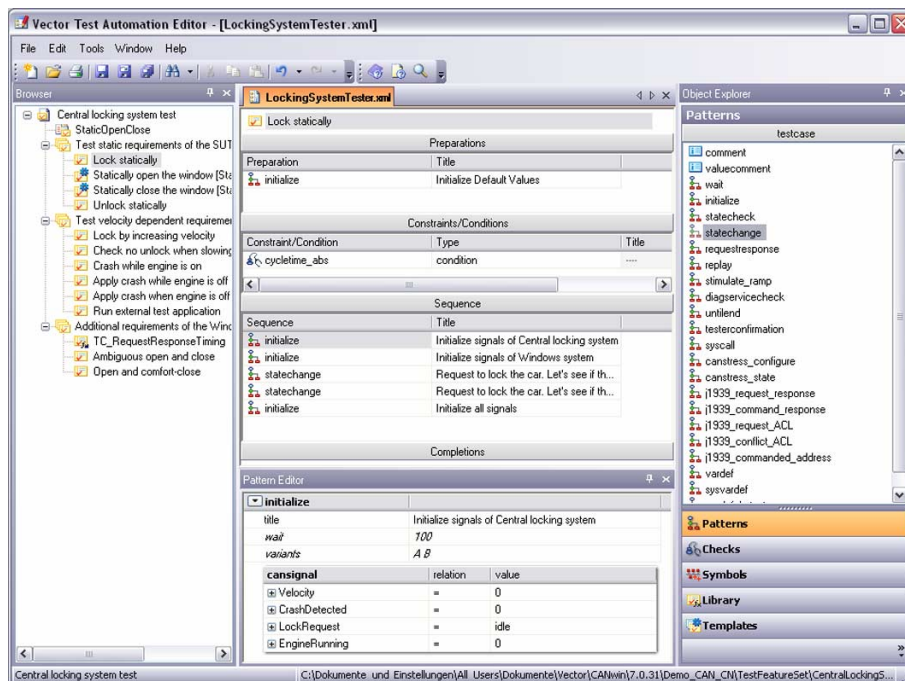 Vector Test Automation Editor - [LockingSystemTester.xml]
File Edit Tools Window Help
Browser
Central locking system test
StaticOpenClose
Test static requirements of the SUT
Lock statically
Statically open the window [Sta
Statically close the window [Sta
Unlock statically
Test velocity dependent requiremer
Lock by increasing velocity
Check no unlock when slowing
Crash while engine is on
Apply crash while engine is off
Apply crash when engine is off
Run external test application
Additional requirements of the Wind
TC_RequestResponseTiming
Ambiguous open and close
Open and comfort-close
LockingSystemTester.xml
Lock statically
Preparations
Preparation Title
initialize Initialize Default Values
Constraints/Conditions
Constraint/Condition Type Title
cycletime_abs condition ----
Sequence
Sequence Title
initialize Initialize signals of Central locking system
initialize Initialize signals of Windows system
statechange Request to lock the car. Let's see if th...
statechange Request to lock the car. Let's see if th...
initialize Initialize all signals
Completions
Pattern Editor
initialize
title Initialize signals of Central locking system
wait 100
variants A B
cansignal relation value
Velocity = 0
CrashDetected = 0
LockRequest = idle
EngineRunning = 0
Object Explorer
Patterns
testcase
comment
valuecomment
wait
initialize
statecheck
statechange
requestresponse
replay
stimulate_ramp
diagservicecheck
untilend
testerconfirmation
syscall
canstress_configure
canstress_state
j1939_request_response
j1939_command_response
j1939_request_ACL
j1939_conflict_ACL
j1939_commanded_address
vardef
sysvardef
Patterns
Checks
Symbols
Library
Templates
Central locking system test
C:\Dokumente und Einstellungen\All Users\Dokumente\Vector\CANwin\7.0.31\Demo_CAN_CN\TestFeatureSet\CentralLockingS...